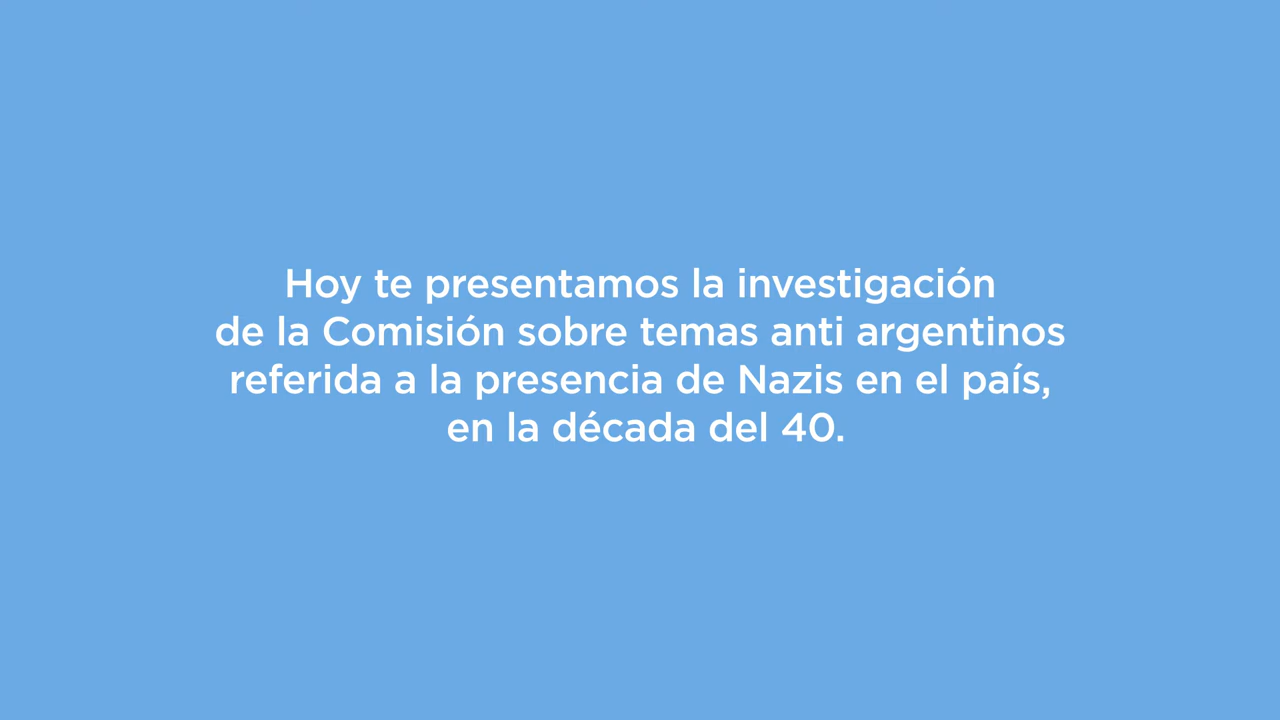 Hoy te presentamos la investigación
de la Comisión sobre temas anti argentinos
referida a la presencia de Nazis en el país,
en la década del 40.